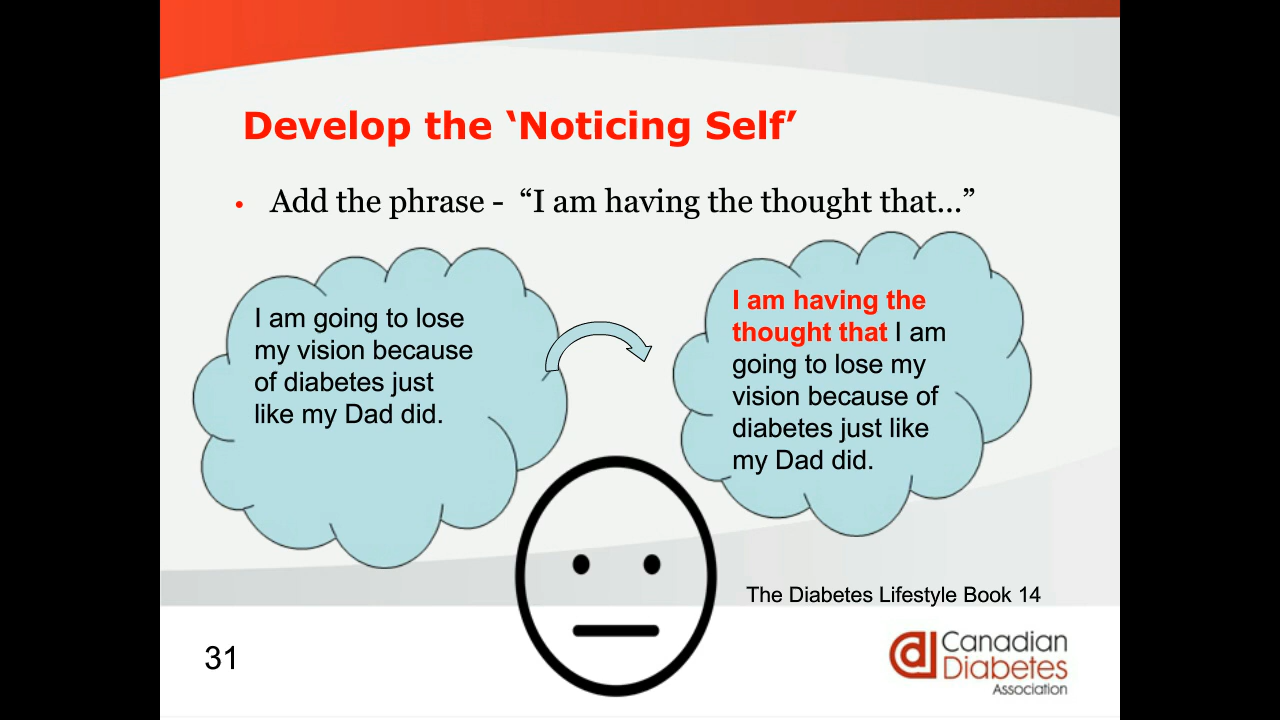 Develop the ‘Noticing Self’
• Add the phrase - “I am having the thought that…”
I am going to lose
my vision because
of diabetes just
like my Dad did.
I am having the
thought that I am
going to lose my
vision because of
diabetes just like
my Dad did.
The Diabetes Lifestyle Book 14
31
Canadian
Diabetes
Association